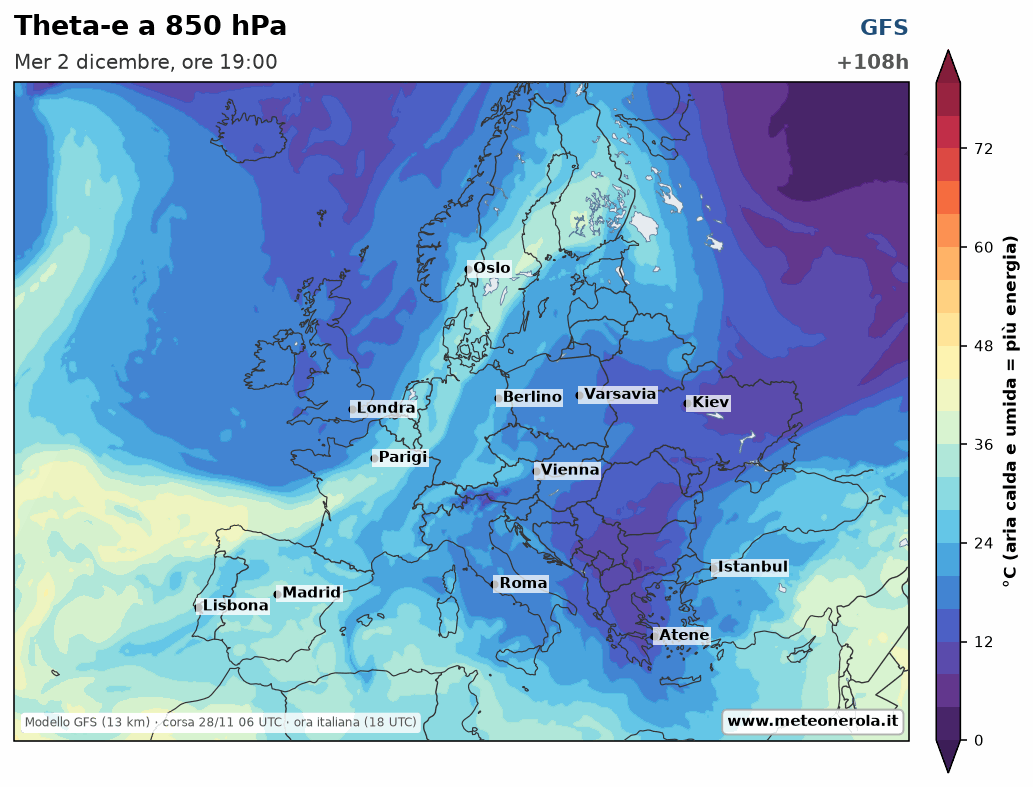 Theta-e a 850 hPa
GFS
Mer 2 dicembre, ore 19:00
+108h
72
60
48
36
24
12
0
°C (aria calda e umida = più energia)
Oslo
Londra
Berlino
Varsavia
Kiev
Parigi
Vienna
Istanbul
Roma
Madrid
Lisbona
Atene
Modello GFS (13 km) · corsa 28/11 06 UTC · ora italiana (18 UTC)
www.meteonerola.it